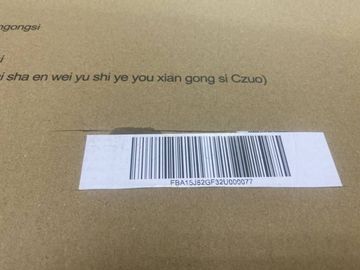 ngongsi
i
i sha en wei yu shi ye you xian gong si Czuo)
FBA15J82GF32U000077